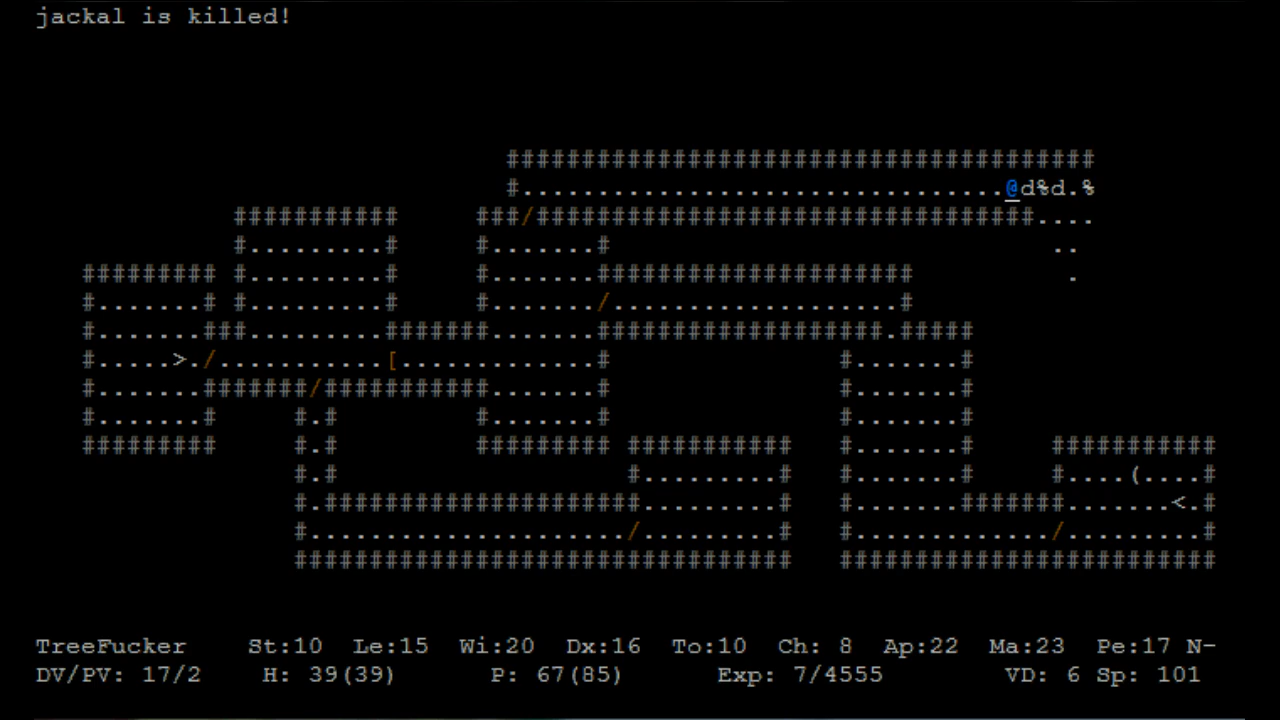 jackal is killed!
TreeFucker St:10 Le:15 Wi:20 Dx:16 To:10 Ch: 8 Ap:22 Ma:23 Pe:17 N-
DV/PV: 17/2 H: 39(39) P: 67(85) Exp: 7/4555 VD: 6 Sp: 101